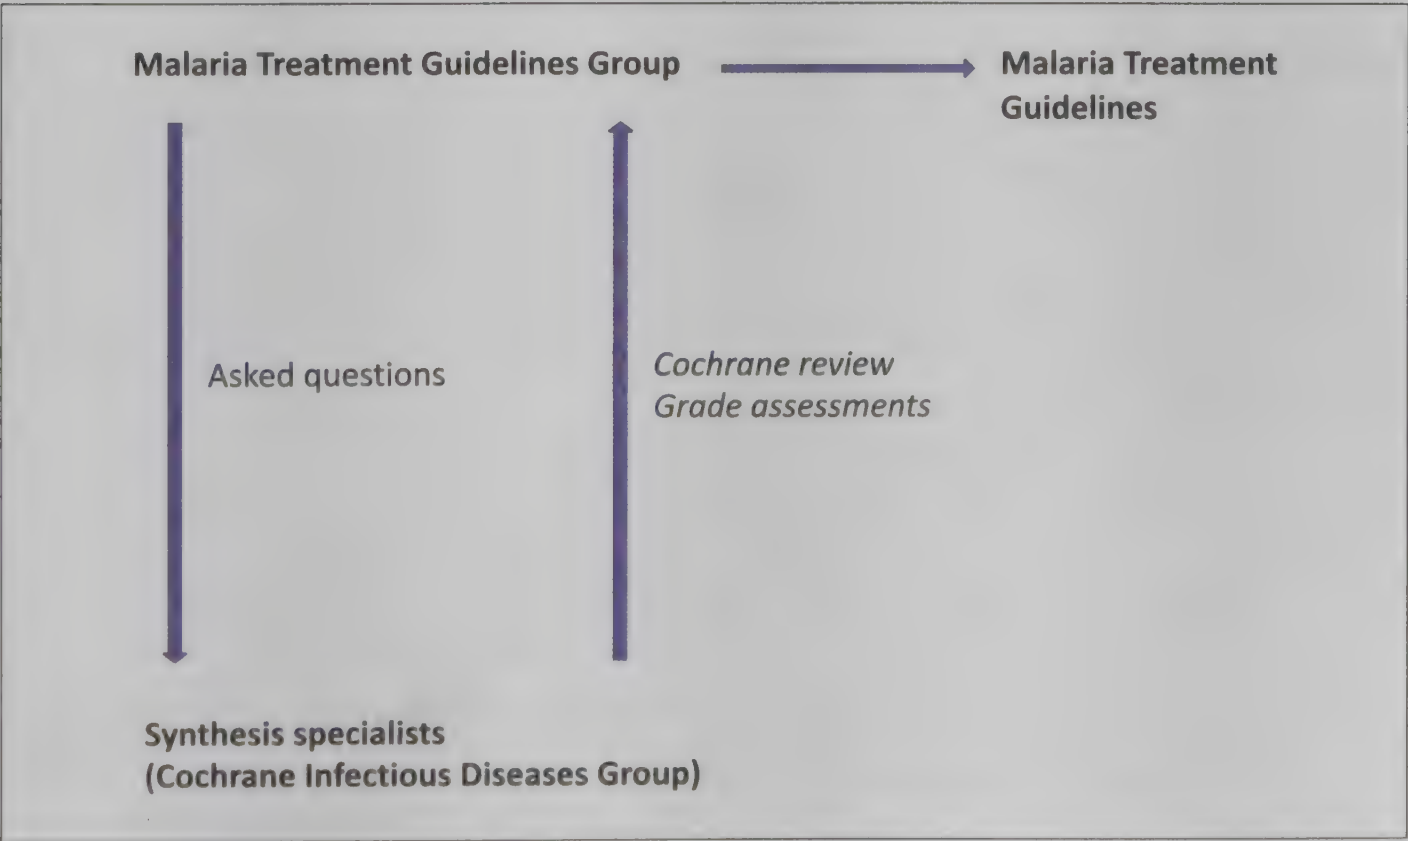 Malaria Treatment Guidelines Group
Malaria Treatment
Guidelines
Asked questions
Cochrane review
Grade assessments
Synthesis specialists
(Cochrane Infectious Diseases Group)